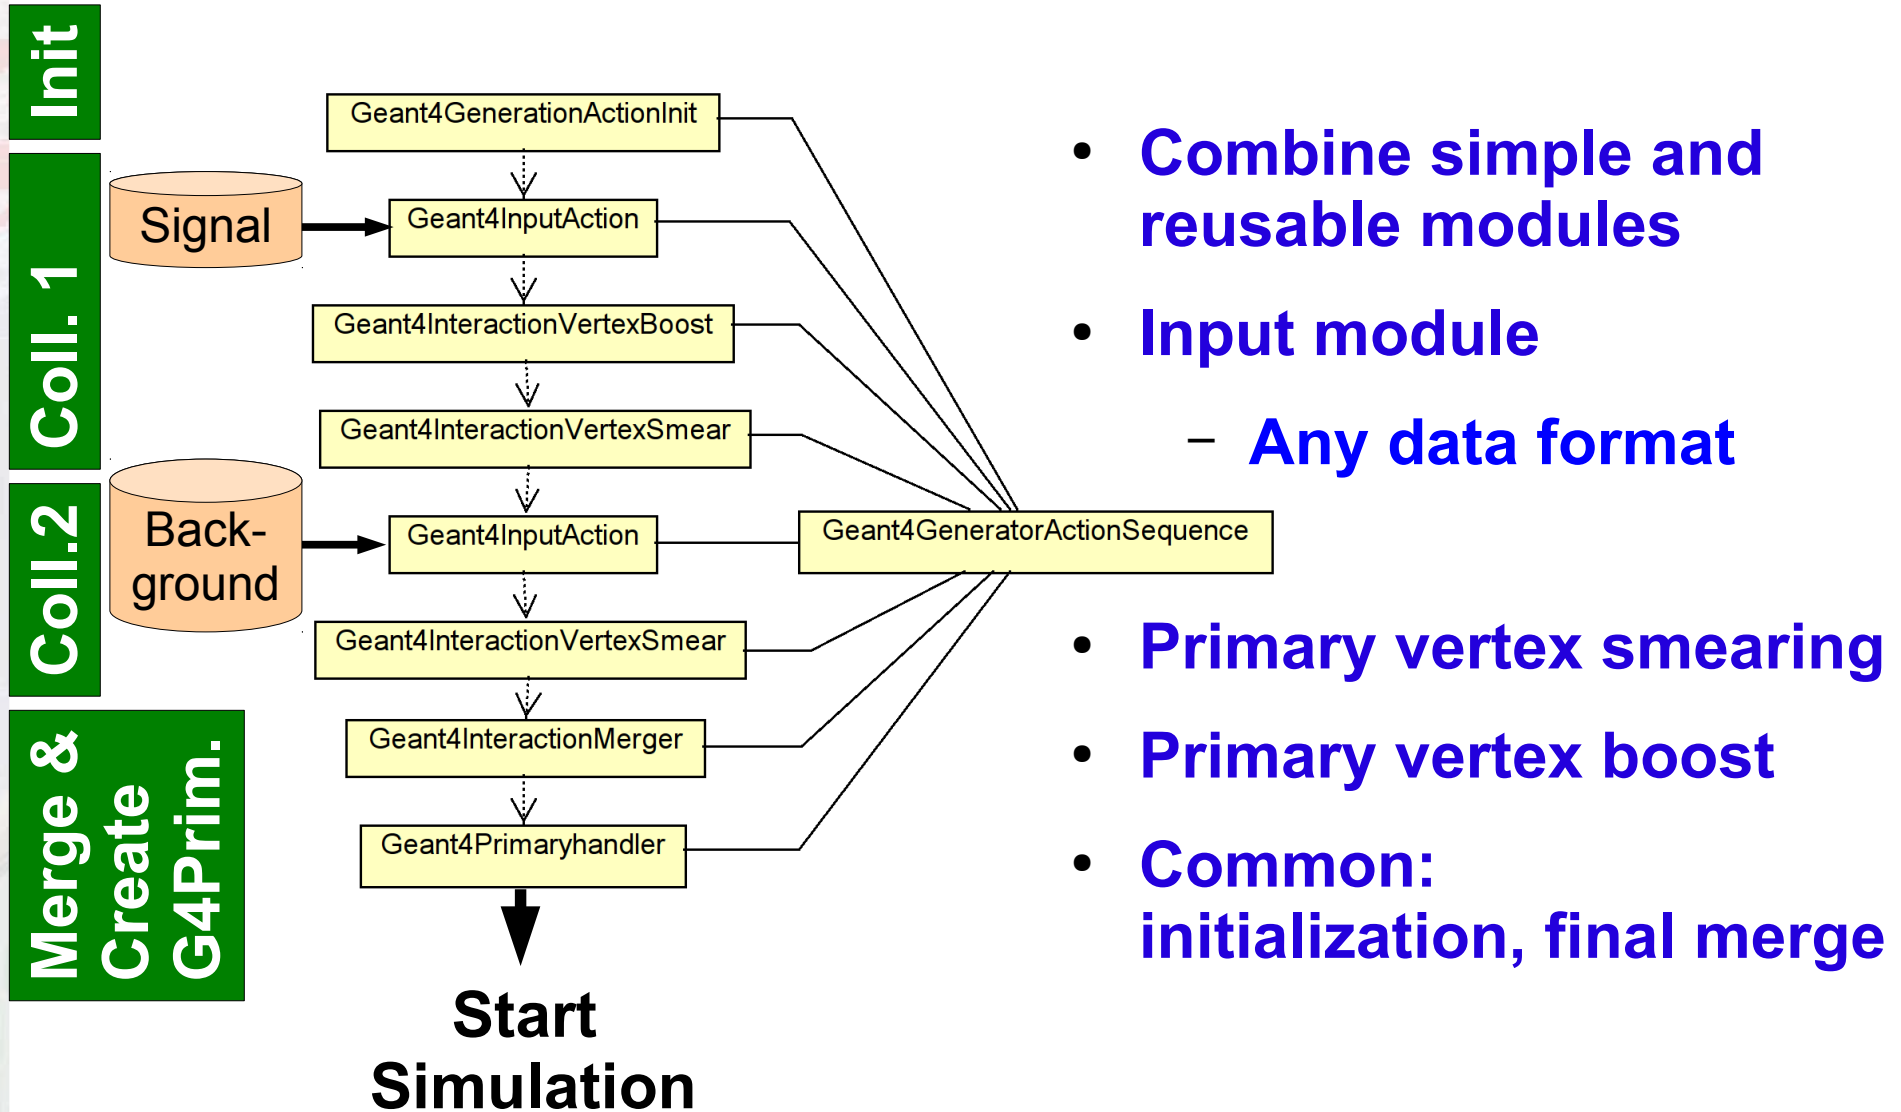 Init
Coll. 1
Coll.2
Merge &
Create
G4Prim.
Signal
Back-
ground
Geant4GenerationActionInit
Geant4InputAction
Geant4InteractionVertexBoost
Geant4InteractionVertexSmear
Geant4InputAction
Geant4InteractionVertexSmear
Geant4InteractionMerger
Geant4Primaryhandler
Start
Simulation
Geant4GeneratorActionSequence
• Combine simple and
reusable modules
• Input module
– Any data format
• Primary vertex smearing
• Primary vertex boost
• Common:
initialization, final merge